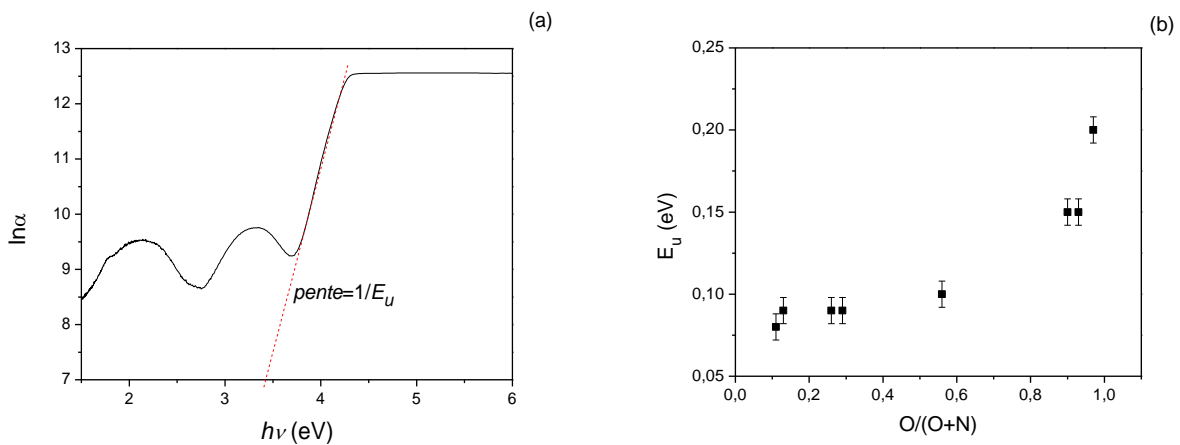 (a)
13
12
11
10
9
8
7
lnα
pente=1/E_u
2 3 4 5 6
hν (eV)
(b)
0,25
0,20
0,15
0,10
0,05
E_u (eV)
0,0 0,2 0,4 0,6 0,8 1,0
O/(O+N)